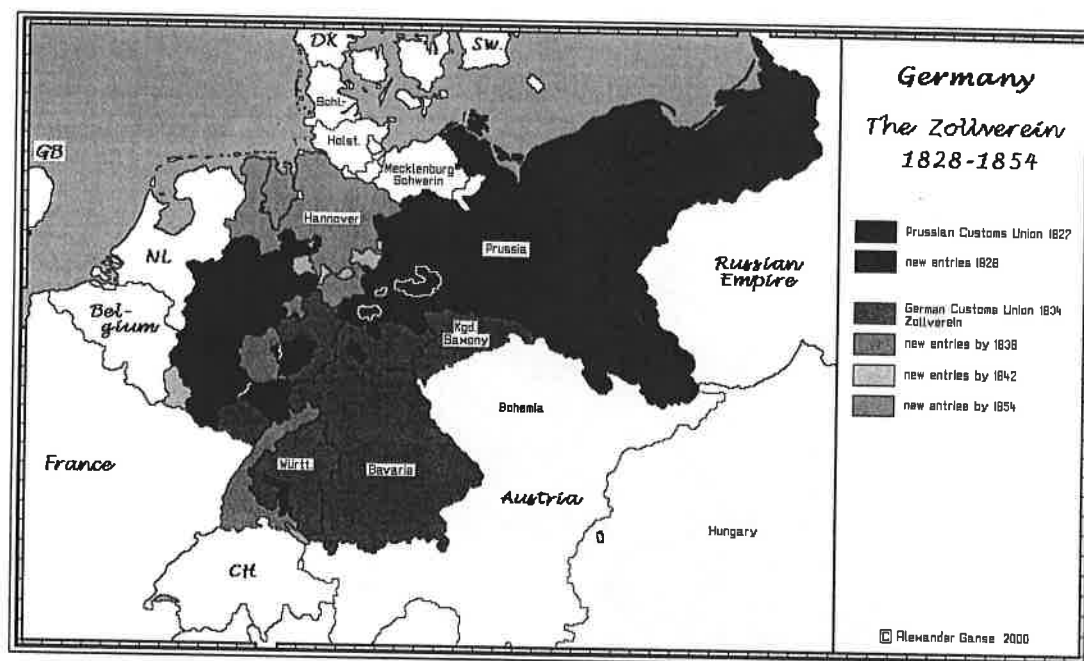 Germany
The Zollverein
1828-1854
Prussian Customs Union 1827
new entries 1828
German Customs Union 1834
Zollverein
new entries by 1838
new entries by 1842
new entries by 1854
DK
SW.
Schl-
Holst.
GB
Mecklenburg
Schwerin
Hannover
NL
Prussia
Russian
Empire
Bel-
gium
Kgd.
Saxony
Bohemia
France
Württ.
Bavaria
Austria
Hungary
CH
C Alexander Ganse 2000